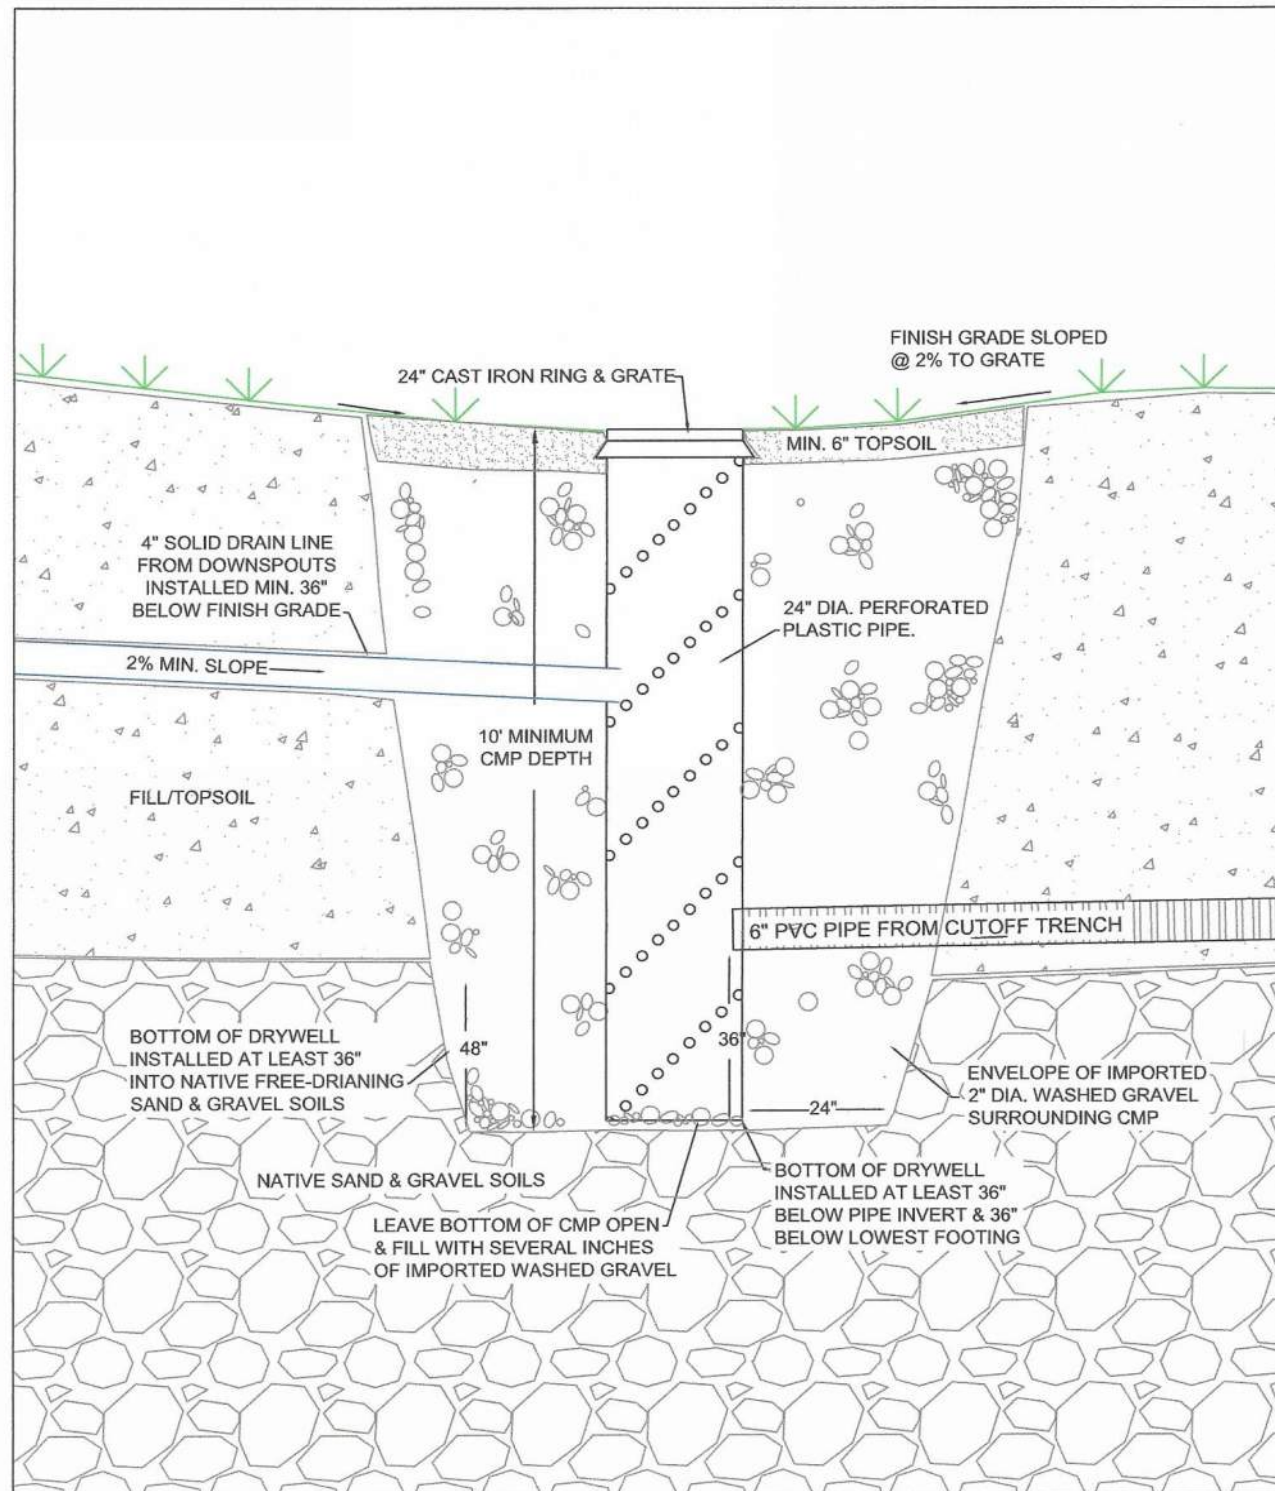 FINISH GRADE SLOPED
@ 2% TO GRATE
24" CAST IRON RING & GRATE
MIN. 6" TOPSOIL
4" SOLID DRAIN LINE
FROM DOWNSPOUTS
INSTALLED MIN. 36"
BELOW FINISH GRADE
24" DIA. PERFORATED
PLASTIC PIPE.
2% MIN. SLOPE
10' MINIMUM
CMP DEPTH
FILL/TOPSOIL
6" PVC PIPE FROM CUTOFF TRENCH
BOTTOM OF DRYWELL
INSTALLED AT LEAST 36"
INTO NATIVE FREE-DRIANING
SAND & GRAVEL SOILS
48"
36"
ENVELOPE OF IMPORTED
2" DIA. WASHED GRAVEL
SURROUNDING CMP
24"
NATIVE SAND & GRAVEL SOILS
BOTTOM OF DRYWELL
INSTALLED AT LEAST 36"
BELOW PIPE INVERT & 36"
BELOW LOWEST FOOTING
LEAVE BOTTOM OF CMP OPEN
& FILL WITH SEVERAL INCHES
OF IMPORTED WASHED GRAVEL